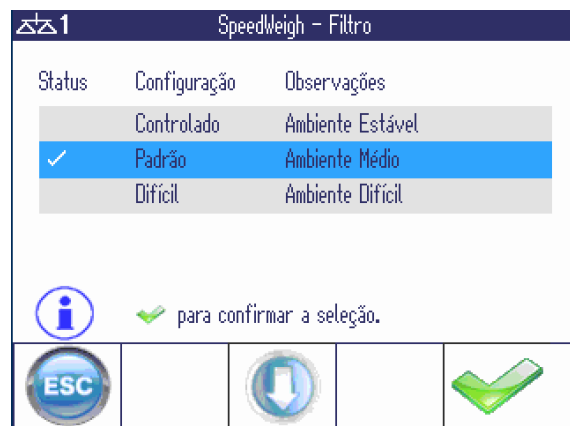 1 SpeedWeigh - Filtro
Status Configuração Observações
Controlado Ambiente Estável
Padrão Ambiente Médio
Difícil Ambiente Difícil
para confirmar a seleção.
ESC